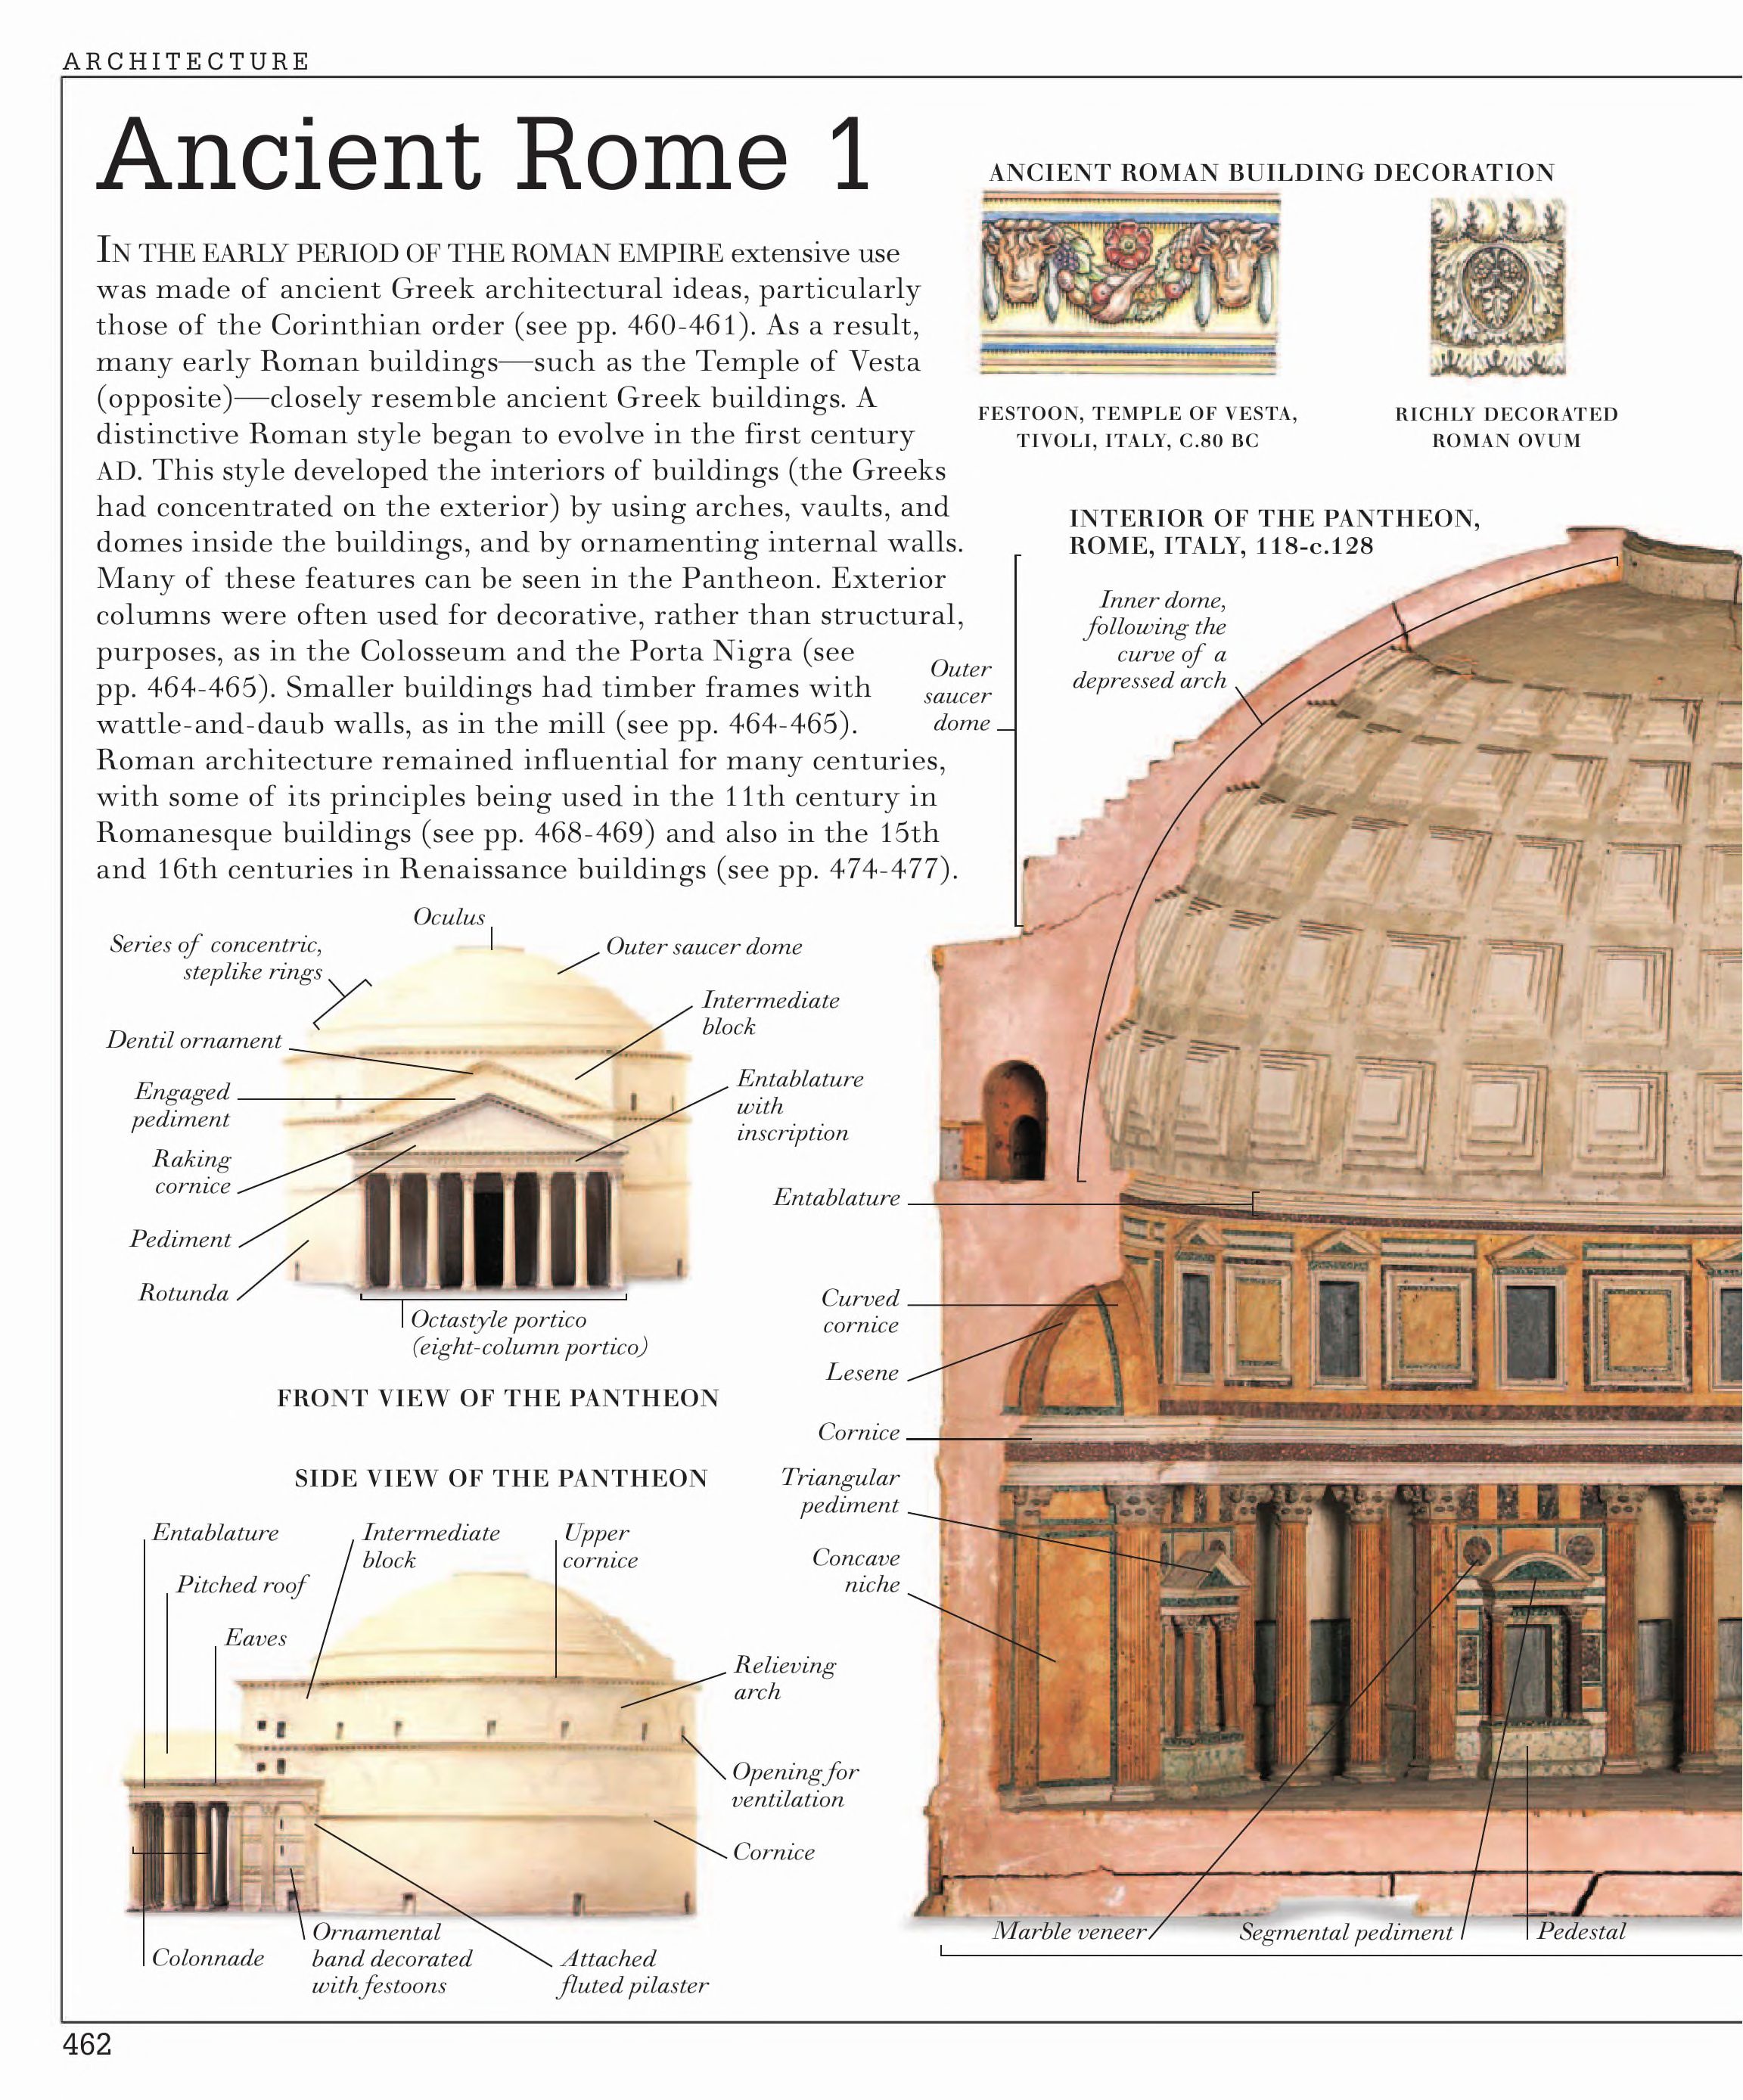 ARCHITECTURE
Ancient Rome 1
IN THE EARLY PERIOD OF THE ROMAN EMPIRE extensive use
was made of ancient Greek architectural ideas, particularly
those of the Corinthian order (see pp. 460-461). As a result,
many early Roman buildings—such as the Temple of Vesta
(opposite)—closely resemble ancient Greek buildings. A
distinctive Roman style began to evolve in the first century
AD. This style developed the interiors of buildings (the Greeks
had concentrated on the exterior) by using arches, vaults, and
domes inside the buildings, and by ornamenting internal walls.
Many of these features can be seen in the Pantheon. Exterior
columns were often used for decorative, rather than structural,
purposes, as in the Colosseum and the Porta Nigra (see
pp. 464-465). Smaller buildings had timber frames with
wattle-and-daub walls, as in the mill (see pp. 464-465).
Roman architecture remained influential for many centuries,
with some of its principles being used in the 11th century in
Romanesque buildings (see pp. 468-469) and also in the 15th
and 16th centuries in Renaissance buildings (see pp. 474-477).
ANCIENT ROMAN BUILDING DECORATION
FESTOON, TEMPLE OF VESTA,
TIVOLI, ITALY, C.80 BC
RICHLY DECORATED
ROMAN OVUM
INTERIOR OF THE PANTHEON,
ROME, ITALY, 118-c.128
Inner dome,
following the
curve of a
depressed arch
Outer
saucer
dome
Oculus
Series of concentric,
steplike rings
Outer saucer dome
Intermediate
block
Dentil ornament
Engaged
pediment
Entablature
with
inscription
Raking
cornice
Pediment
Rotunda
Octastyle portico
(eight-column portico)
FRONT VIEW OF THE PANTHEON
Entablature
Curved
cornice
Lesene
Cornice
Triangular
pediment
Concave
niche
SIDE VIEW OF THE PANTHEON
Entablature
Intermediate
block
Upper
cornice
Pitched roof
Eaves
Relieving
arch
Opening for
ventilation
Cornice
Colonnade
Ornamental
band decorated
with festoons
Attached
fluted pilaster
Marble veneer
Segmental pediment
Pedestal
462